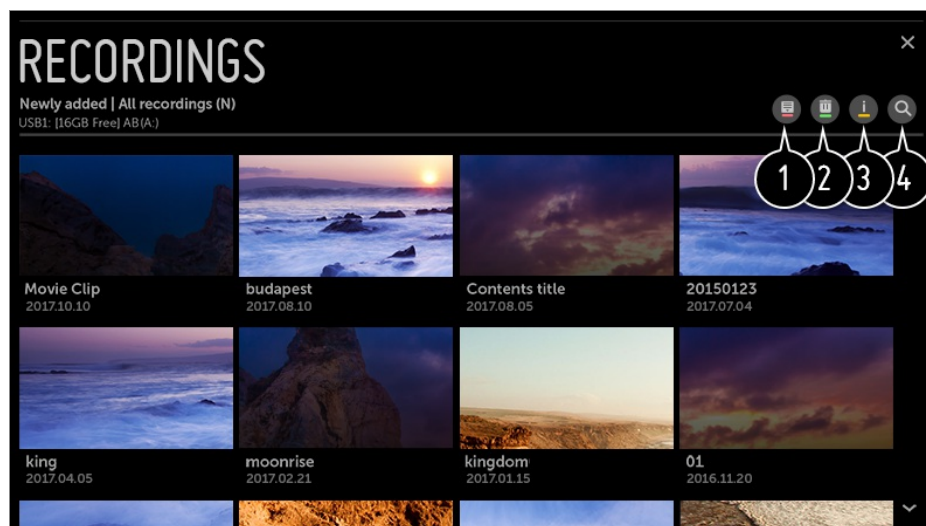 RECORDINGS
Newly added | All recordings (N)
USB1: [16GB Free] AB(A:)
1 2 3 4
Movie Clip budapest Contents title 20150123
2017.10.10 2017.08.10 2017.08.05 2017.07.04
king moonrise kingdom 01
2017.04.05 2017.02.21 2017.01.15 2016.11.20